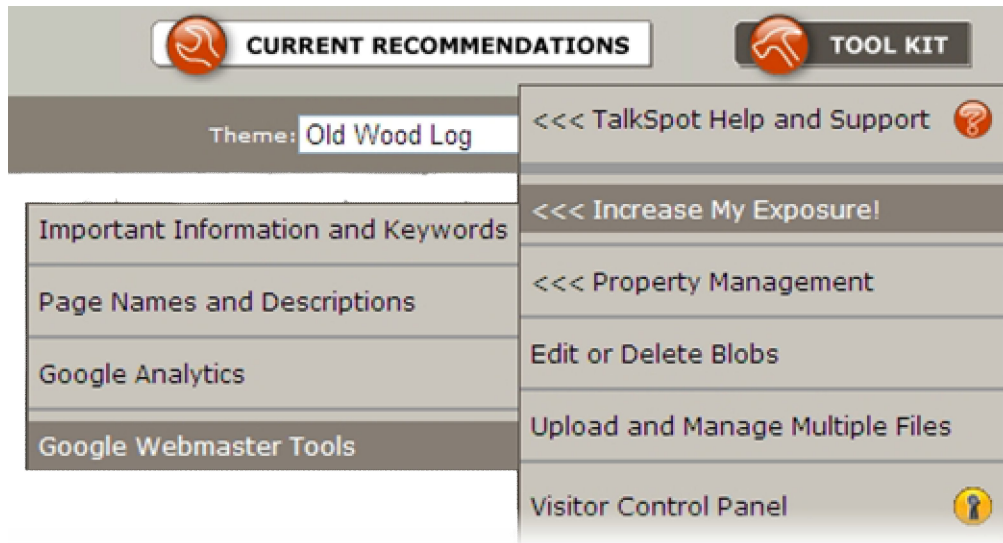 CURRENT RECOMMENDATIONS
TOOL KIT
Theme: Old Wood Log
<<< TalkSpot Help and Support
<<< Increase My Exposure!
<<< Property Management
Edit or Delete Blobs
Upload and Manage Multiple Files
Visitor Control Panel
Important Information and Keywords
Page Names and Descriptions
Google Analytics
Google Webmaster Tools